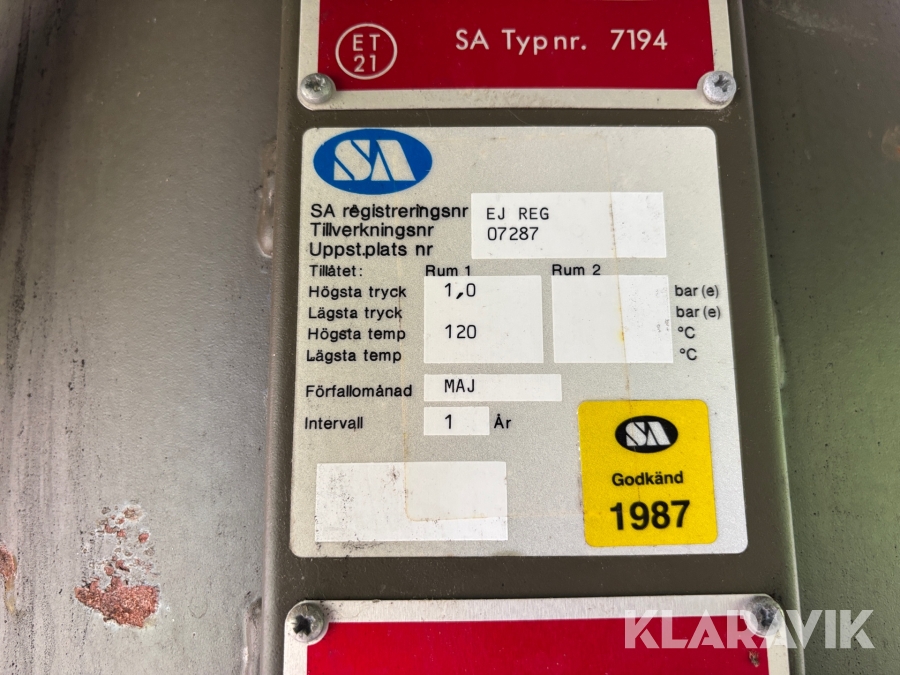 ET
21
SA Typnr. 7194
SA
SA registreringsnr EJ REG
Tillverkningsnr 07287
Uppst.plats nr
Tillåtet: Rum 1 Rum 2
Högsta tryck 1,0 bar (e)
Lägsta tryck bar (e)
Högsta temp 120 °C
Lägsta temp °C
Förfallomånad MAJ
Intervall 1 År
SA
Godkänd
1987
KLARAVIK